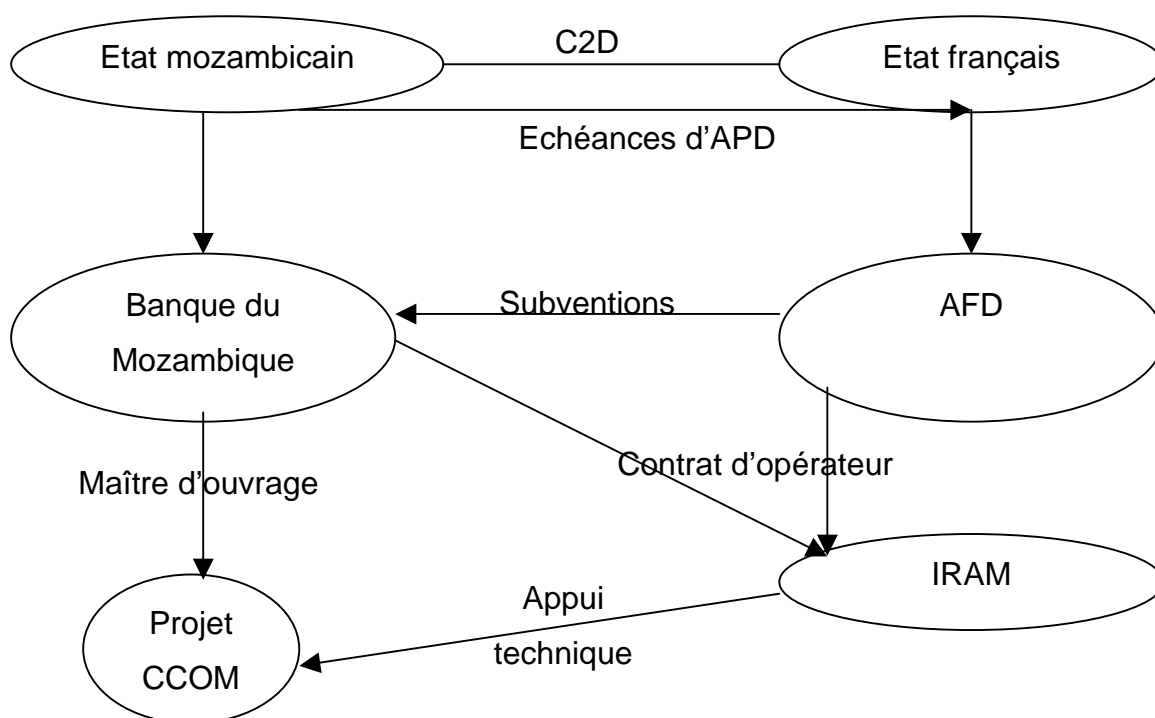 Etat mozambicain
C2D
Etat français
Echéances d’APD
Banque du
Mozambique
Subventions
AFD
Maître d’ouvrage
Contrat d’opérateur
Projet
CCOM
Appui
technique
IRAM